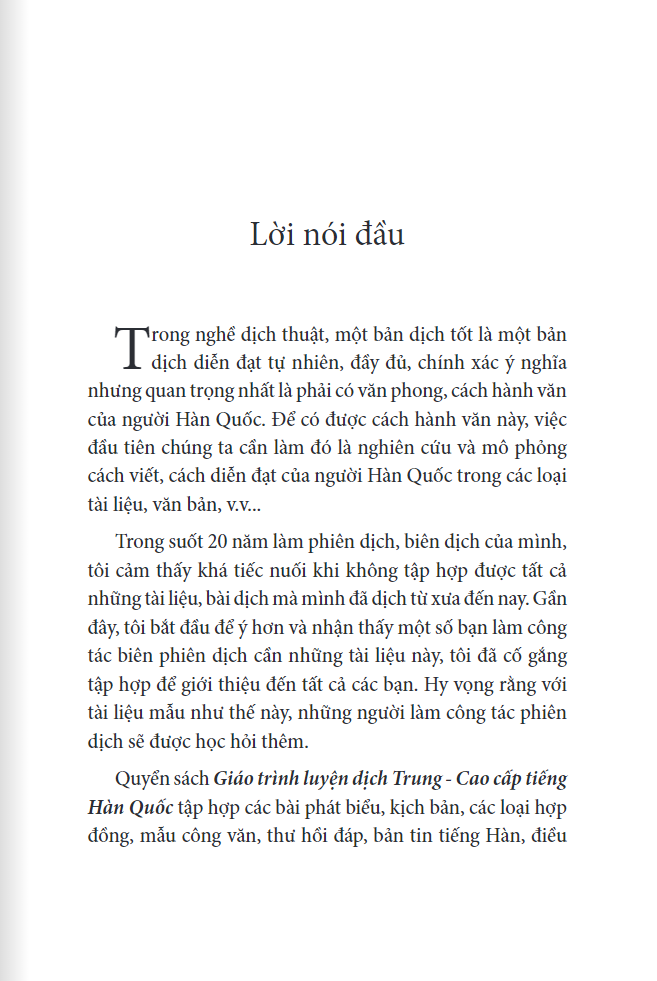 Lời nói đầu
Trong nghề dịch thuật, một bản dịch tốt là một bản
dịch diễn đạt tự nhiên, đầy đủ, chính xác ý nghĩa
nhưng quan trọng nhất là phải có văn phong, cách hành văn
của người Hàn Quốc. Để có được cách hành văn này, việc
đầu tiên chúng ta cần làm đó là nghiên cứu và mô phỏng
cách viết, cách diễn đạt của người Hàn Quốc trong các loại
tài liệu, văn bản, v.v...
Trong suốt 20 năm làm phiên dịch, biên dịch của mình,
tôi cảm thấy khá tiếc nuối khi không tập hợp được tất cả
những tài liệu, bài dịch mà mình đã dịch từ xưa đến nay. Gần
đây, tôi bắt đầu để ý hơn và nhận thấy một số bạn làm công
tác biên phiên dịch cần những tài liệu này, tôi đã cố gắng
tập hợp để giới thiệu đến tất cả các bạn. Hy vọng rằng với
tài liệu mẫu như thế này, những người làm công tác phiên
dịch sẽ được học hỏi thêm.
Quyển sách Giáo trình luyện dịch Trung - Cao cấp tiếng
Hàn Quốc tập hợp các bài phát biểu, kịch bản, các loại hợp
đồng, mẫu công văn, thư hồi đáp, bản tin tiếng Hàn, điều